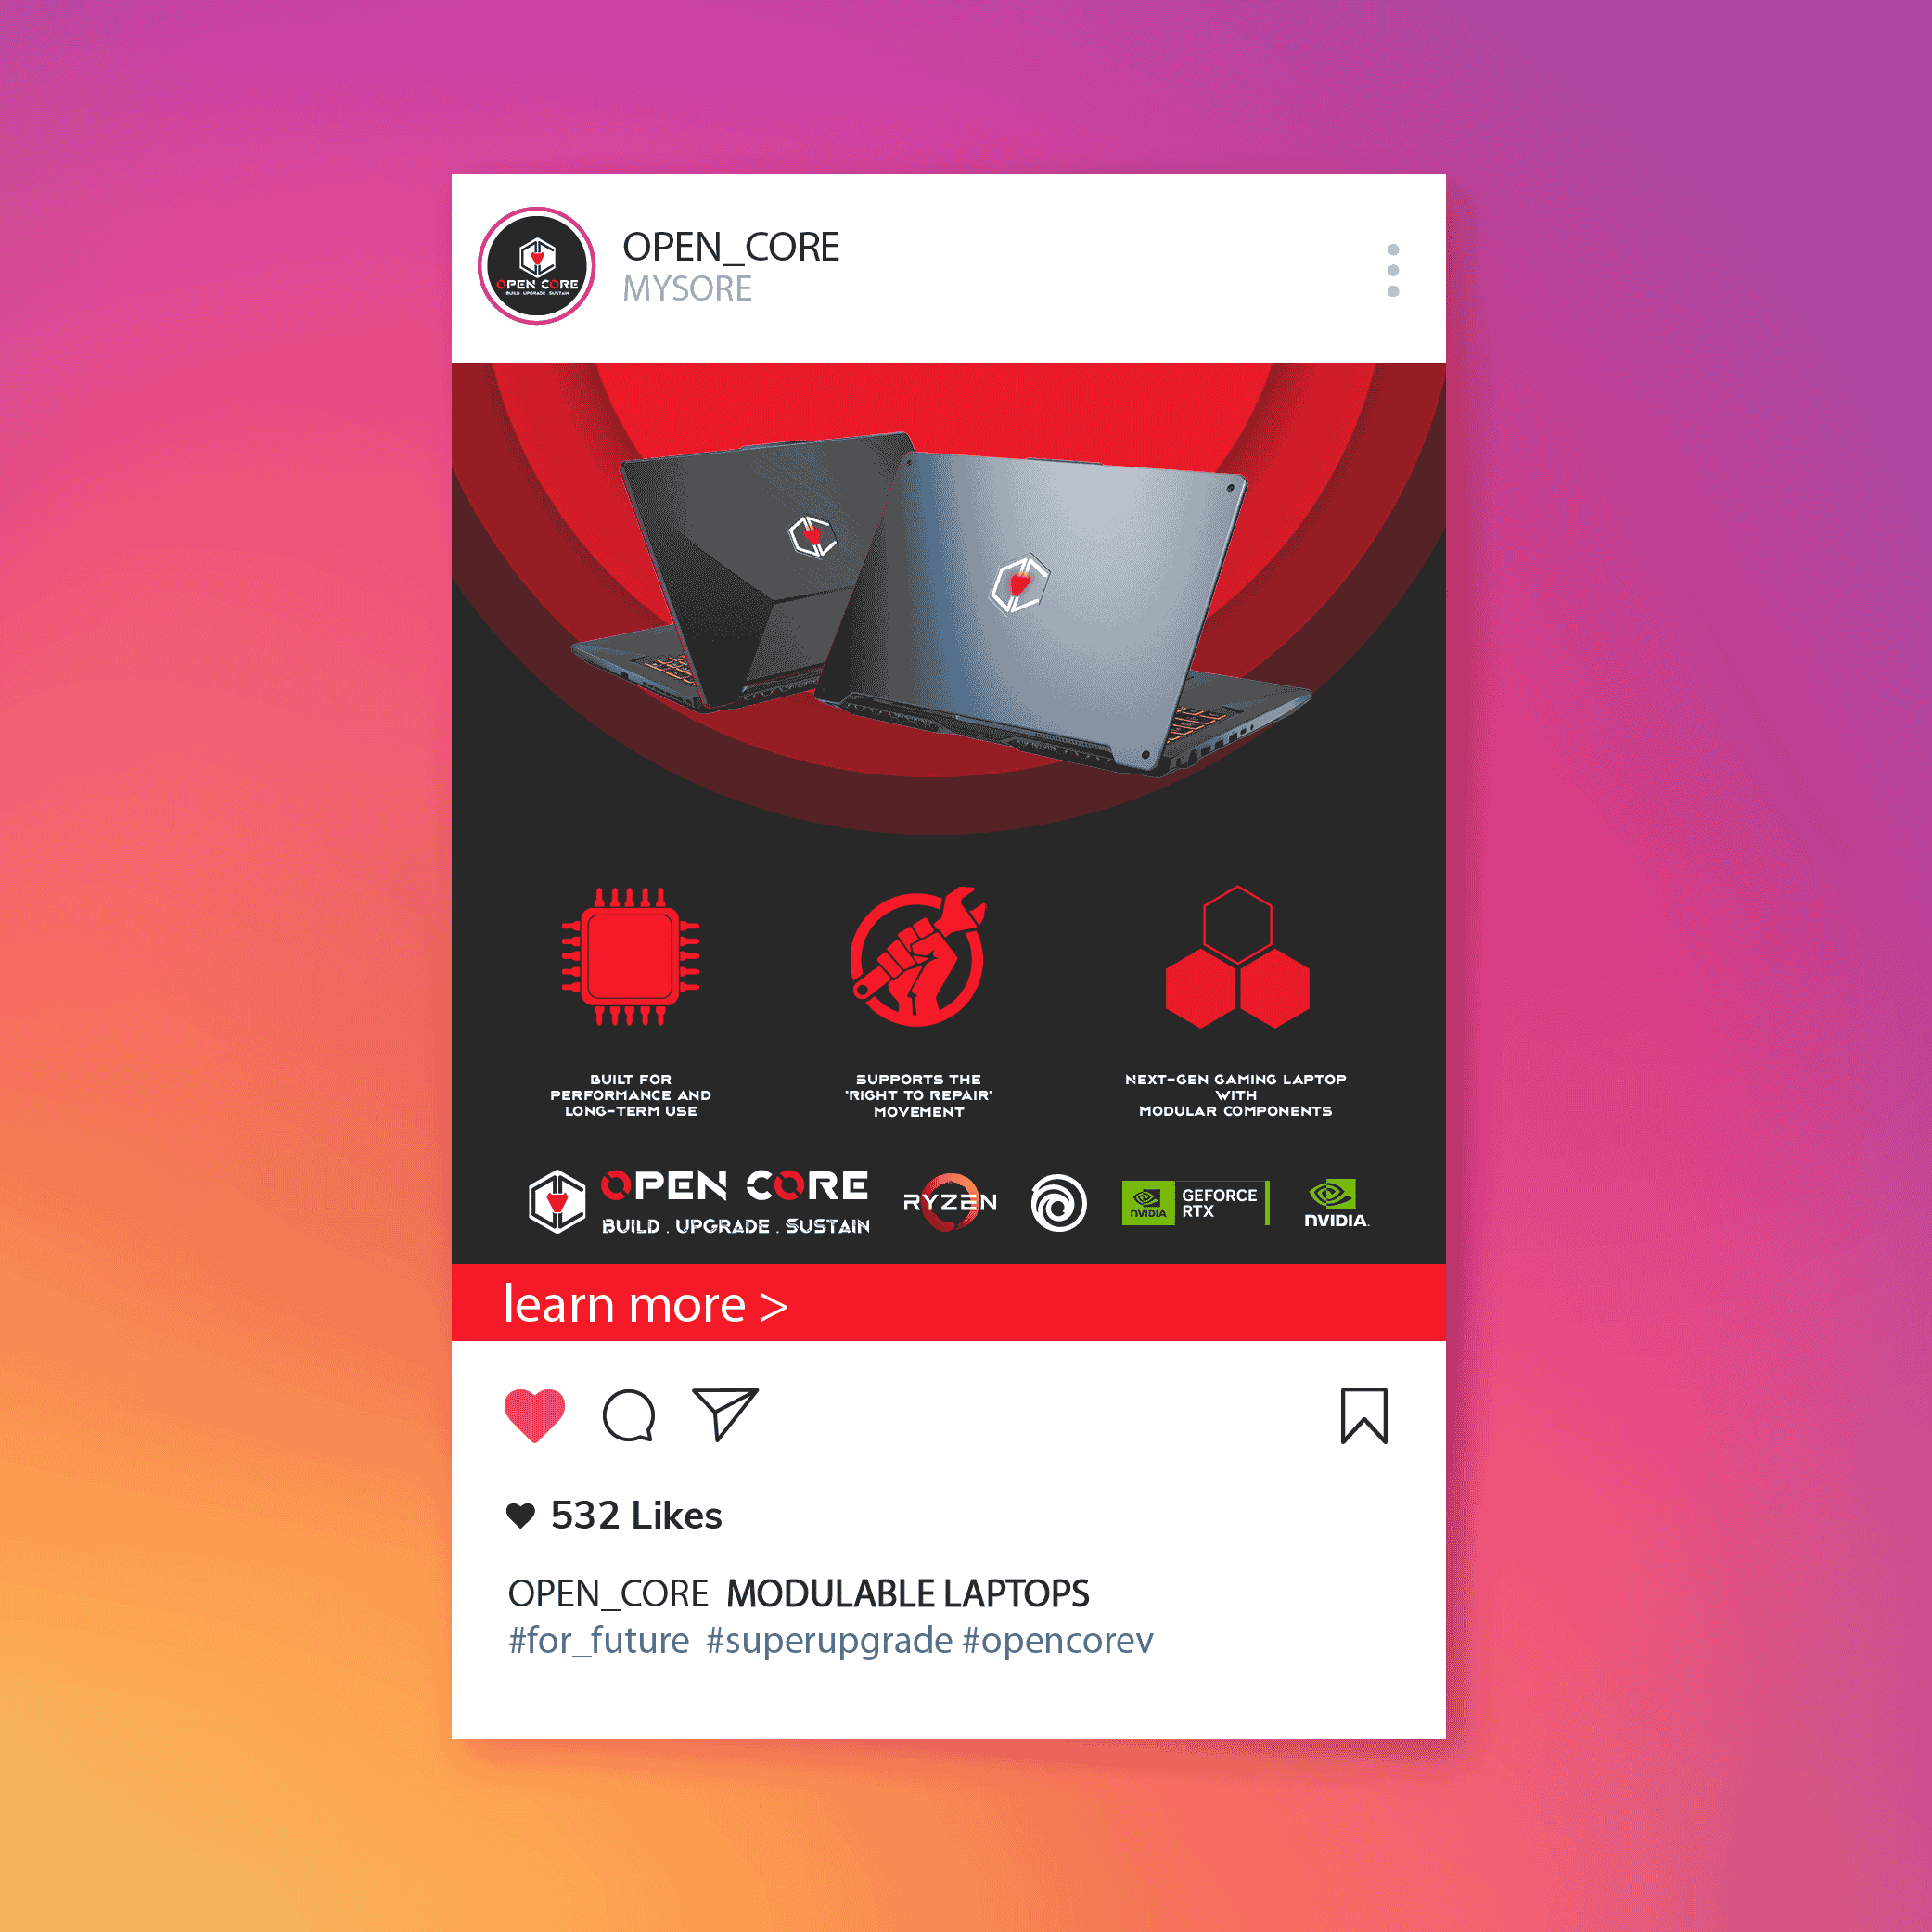 OPEN CORE
BUILD UPGRADE SUSTAIN
OPEN_CORE
MYSORE
BUILT FOR
PERFORMANCE AND
LONG-TERM USE
SUPPORTS THE
"RIGHT TO REPAIR"
MOVEMENT
NEXT-GEN GAMING LAPTOP
WITH
MODULAR COMPONENTS
OPEN CORE
BUILD . UPGRADE . SUSTAIN
RYZEN
NVIDIA
GEFORCE
RTX
NVIDIA.
learn more >
532 Likes
OPEN_CORE MODULABLE LAPTOPS
#for_future #superupgrade #opencorev